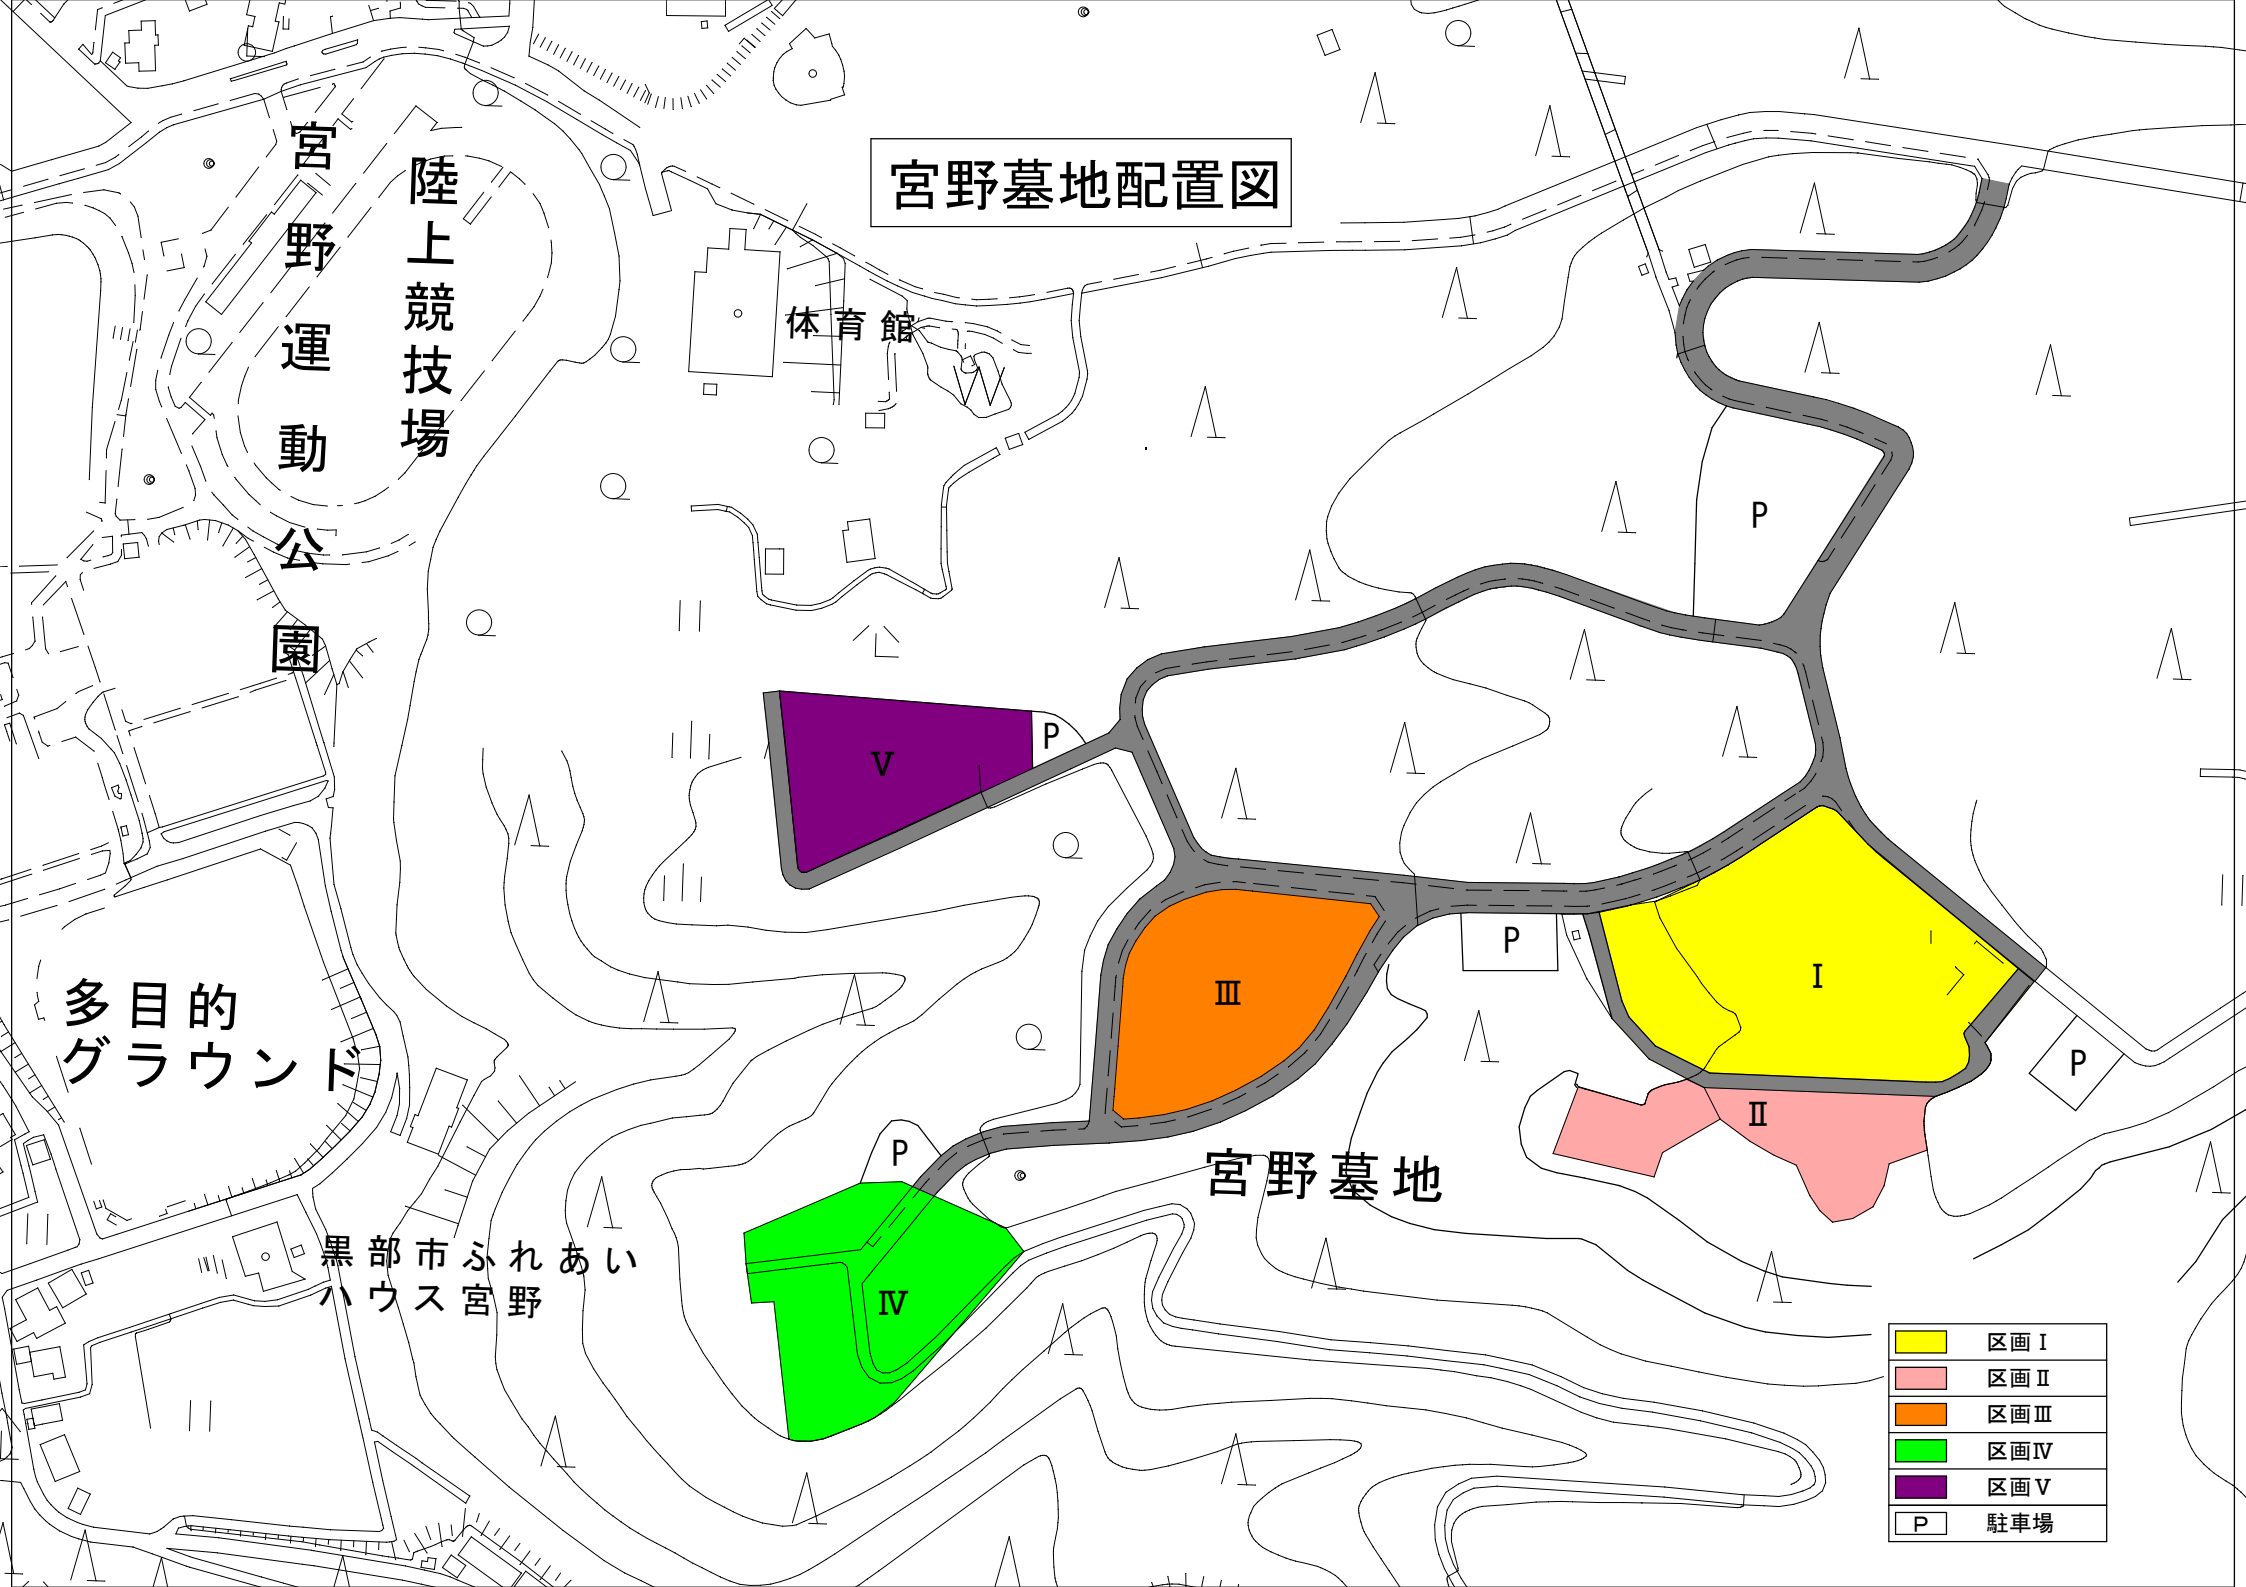 宮野墓地配置図
宮野運動公園
陸上競技場
体育館
W
P
P
Ⅴ
Ⅲ
P
Ⅰ
P
Ⅱ
P
Ⅳ
宮野墓地
多目的
グラウンド
黒部市ふれあい
ハウス宮野
区画Ⅰ
区画Ⅱ
区画Ⅲ
区画Ⅳ
区画Ⅴ
P 駐車場